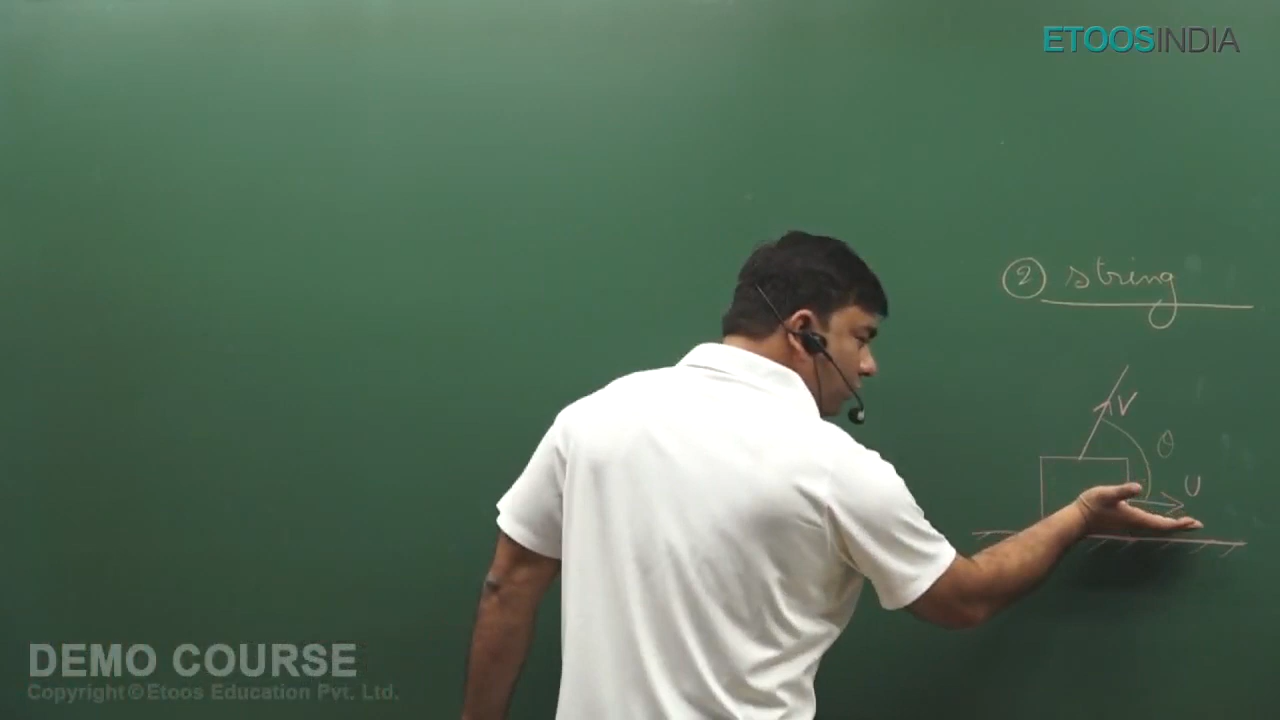 ETOOSINDIA
② string
V
θ
U
DEMO COURSE
Copyright © Etoos Education Pvt. Ltd.